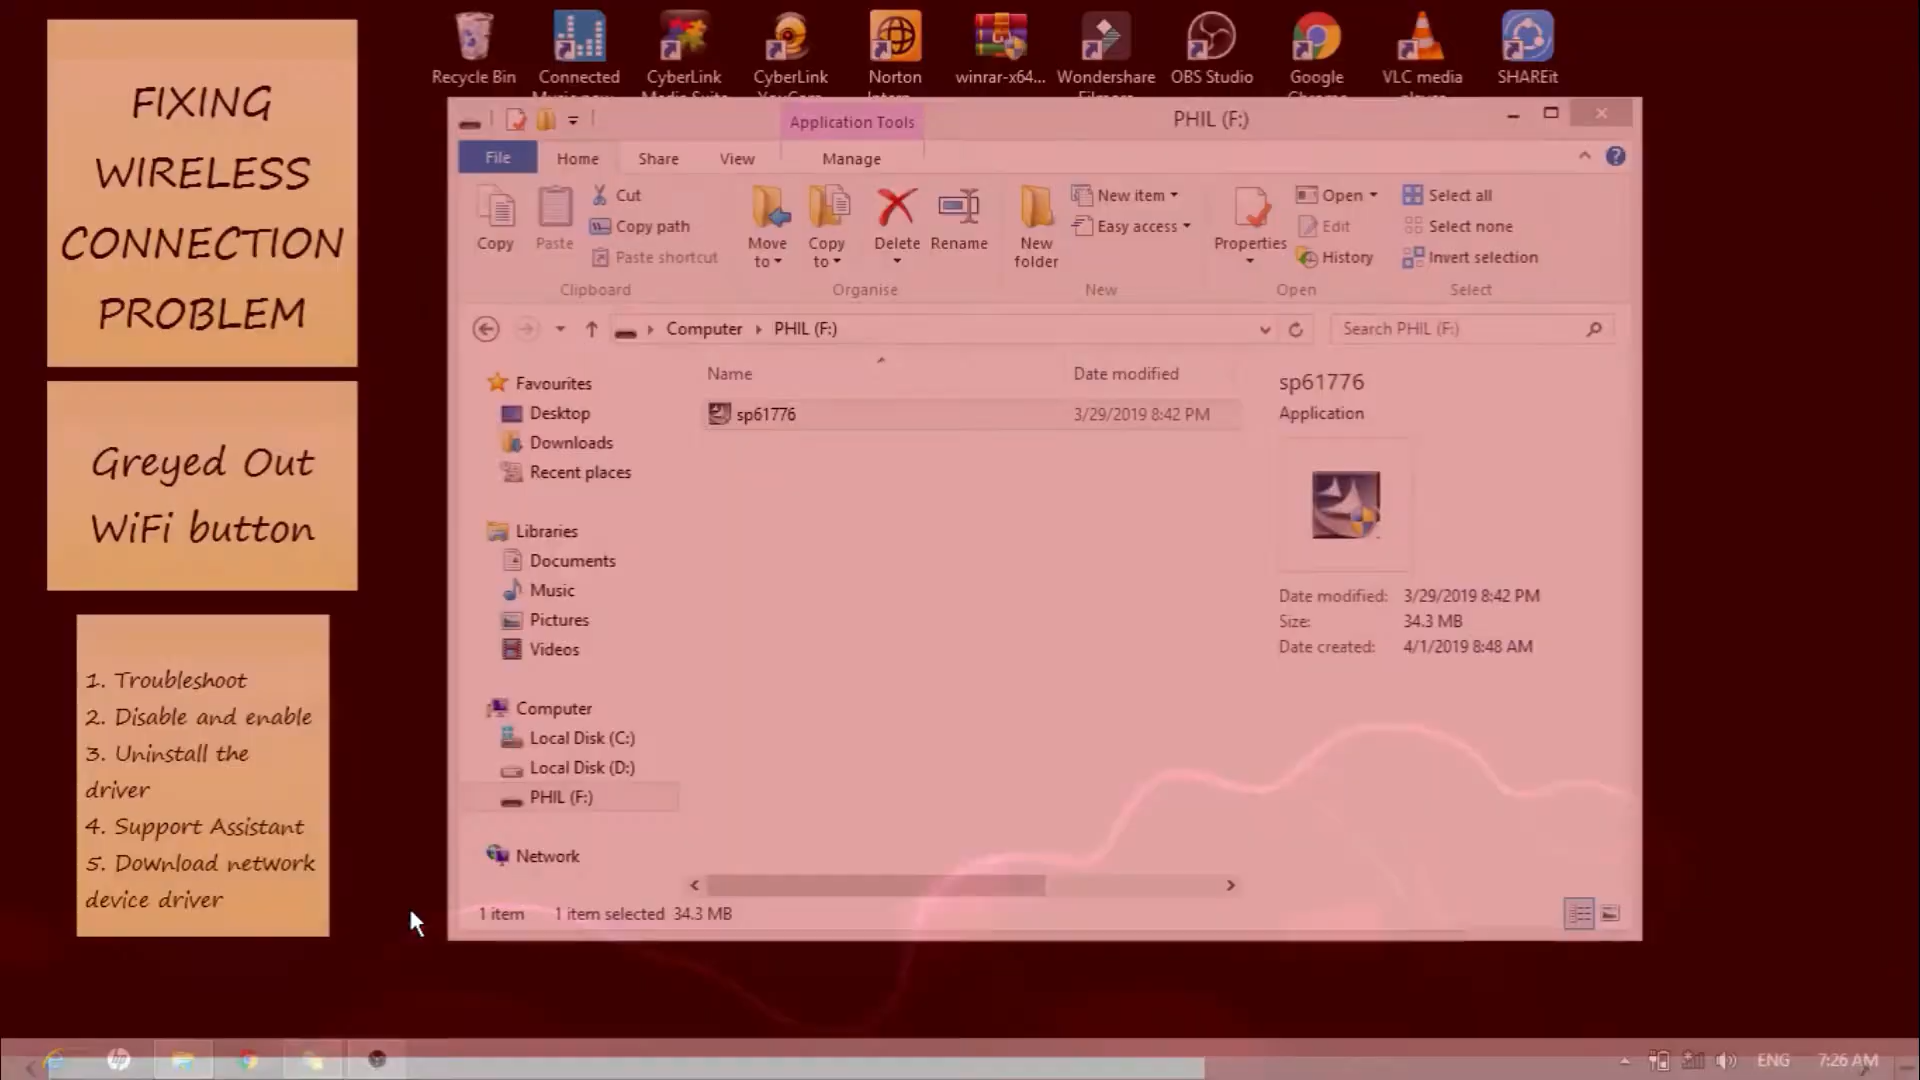 FIXING
WIRELESS
CONNECTION
PROBLEM
Greyed Out
WiFi button
1. Troubleshoot
2. Disable and enable
3. Uninstall the
driver
4. Support Assistant
5. Download network
device driver
Recycle Bin
Connected
CyberLink
CyberLink
Norton
winrar-x64...
Wondershare
OBS Studio
Google
VLC media
SHAREit
Application Tools
PHIL (F:)
File
Home
Share
View
Manage
Copy
Paste
Cut
Copy path
Paste shortcut
Clipboard
Move
to
Copy
to
Delete
Rename
Organise
New
folder
New item
Easy access
New
Properties
Open
Edit
History
Open
Select all
Select none
Invert selection
Select
Computer
PHIL (F:)
Search PHIL (F:)
Favourites
Desktop
Downloads
Recent places
Libraries
Documents
Music
Pictures
Videos
Computer
Local Disk (C:)
Local Disk (D:)
PHIL (F:)
Network
Name
Date modified
sp61776
3/29/2019 8:42 PM
sp61776
Application
Date modified: 3/29/2019 8:42 PM
Size: 34.3 MB
Date created: 4/1/2019 8:48 AM
1 item
1 item selected 34.3 MB
ENG
7:26 AM